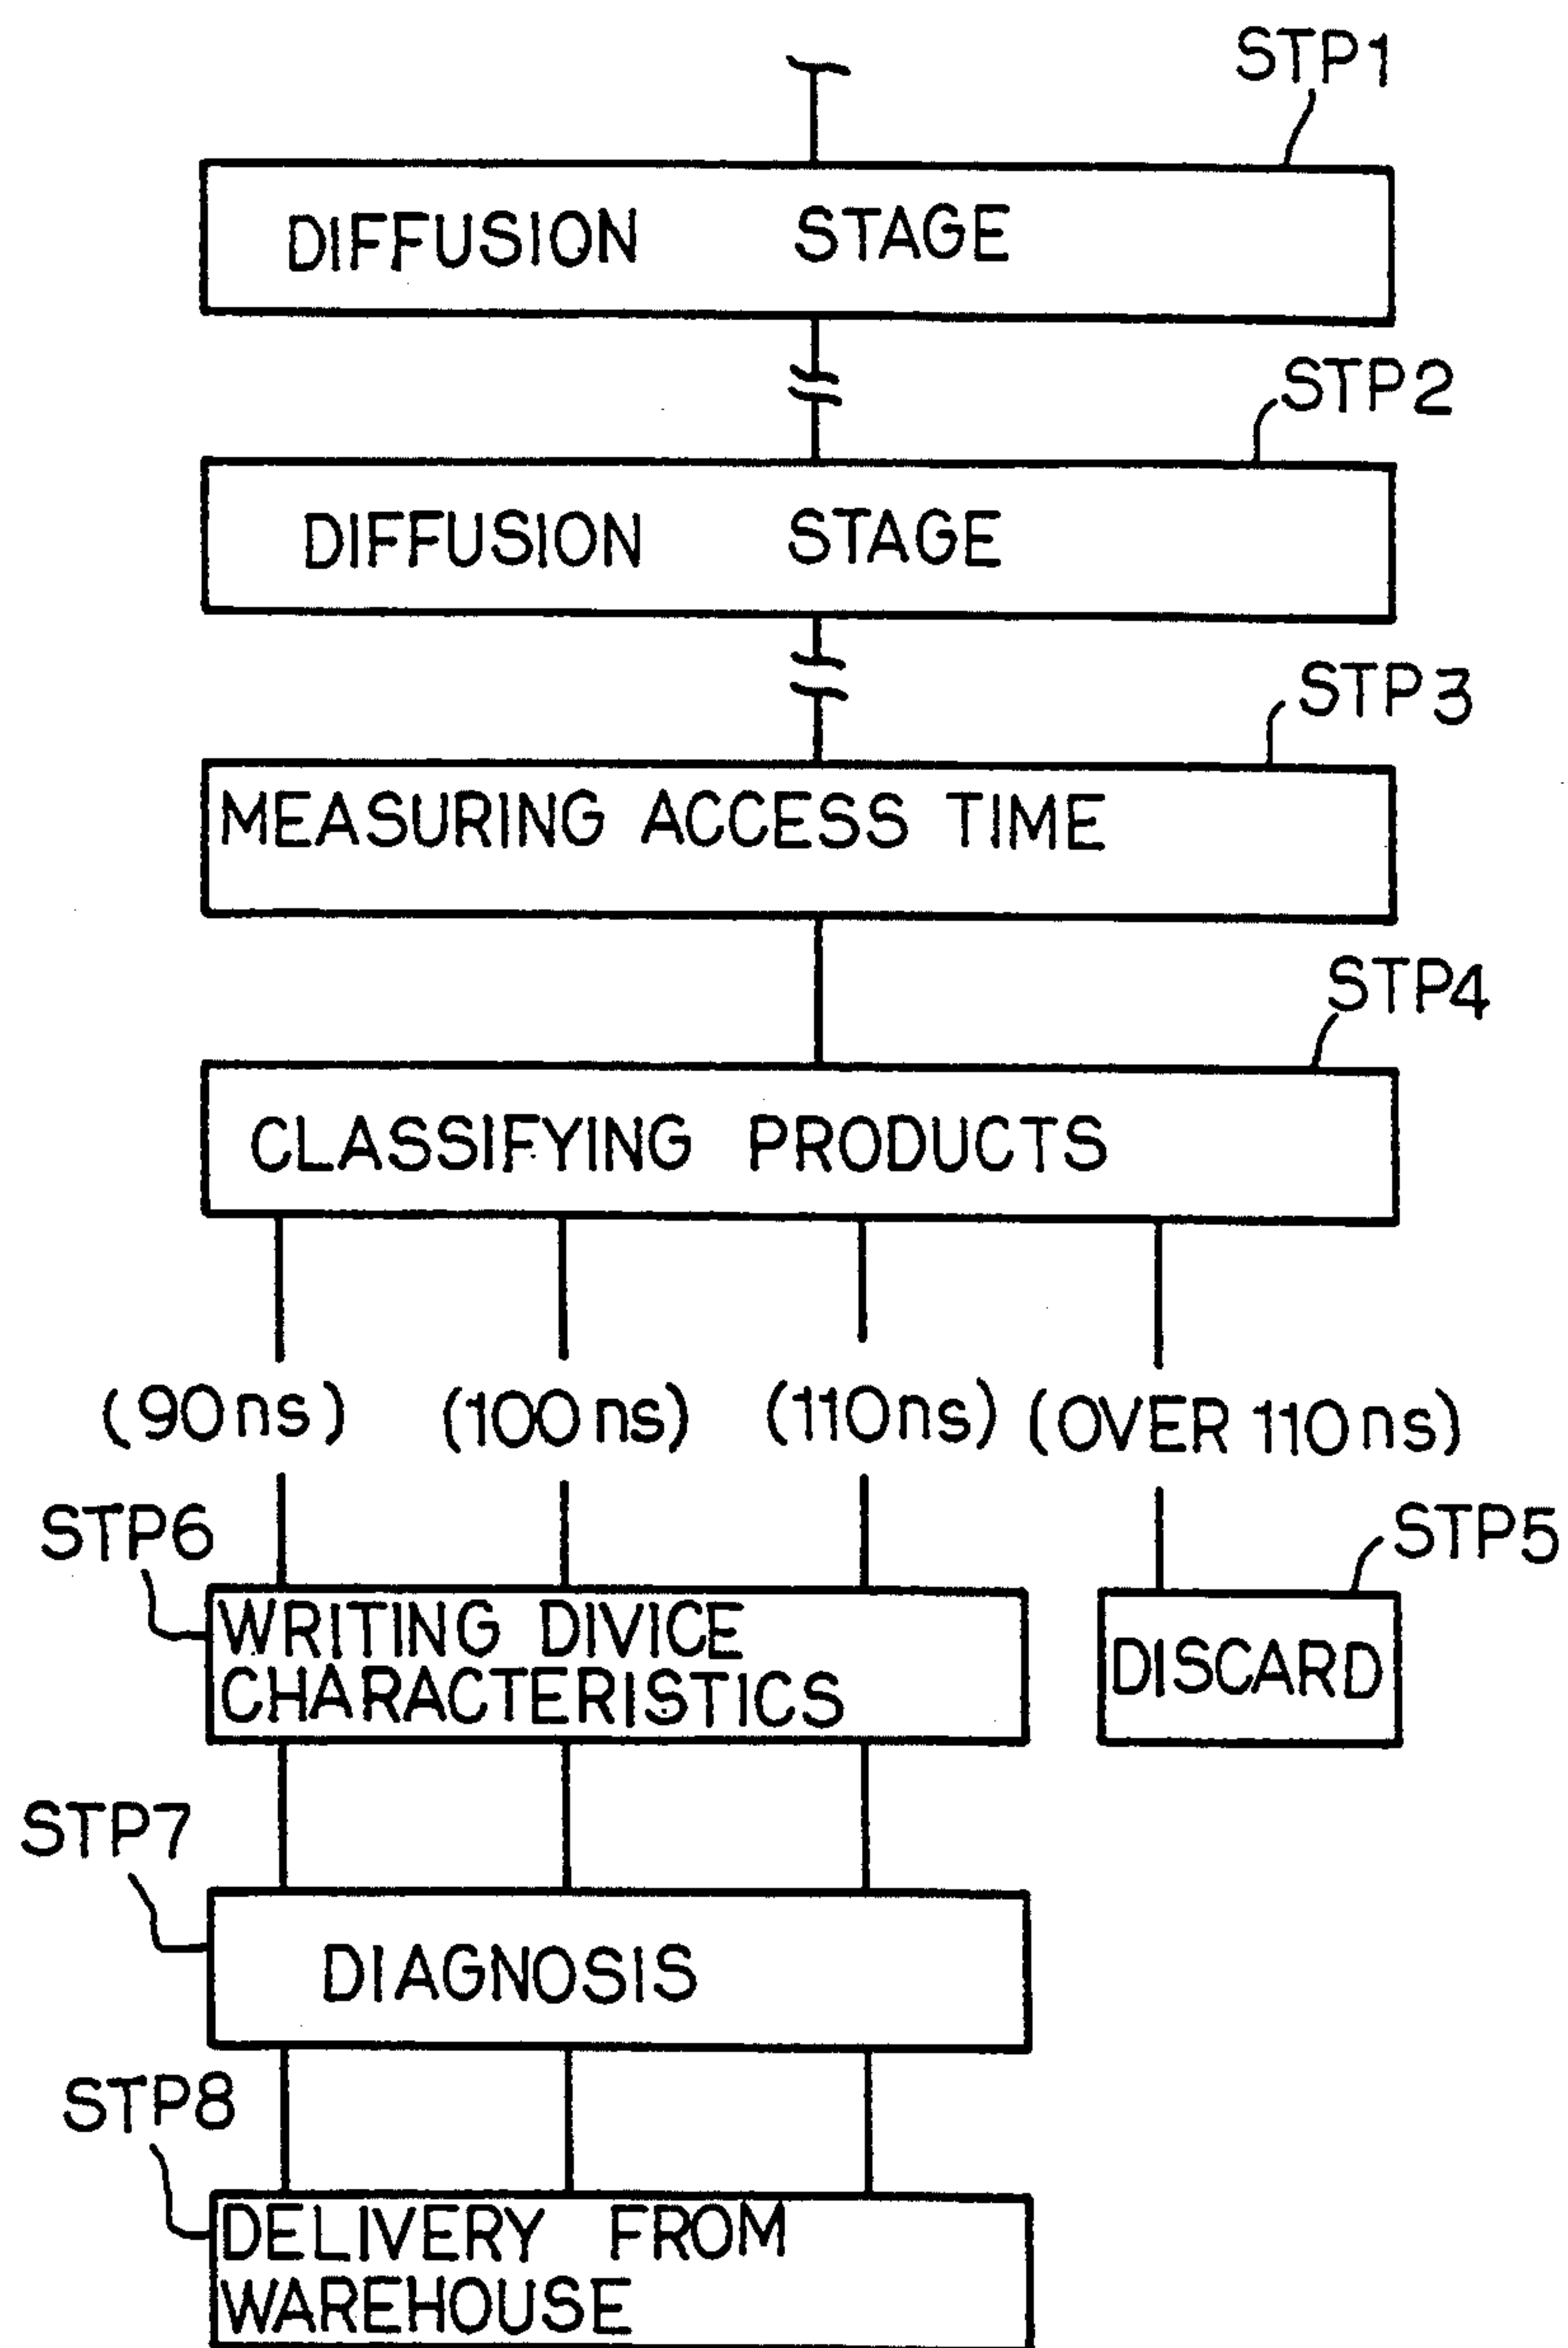 STP1
DIFFUSION STAGE
STP2
DIFFUSION STAGE
STP3
MEASURING ACCESS TIME
STP4
CLASSIFYING PRODUCTS
(90ns) (100ns) (110ns) (OVER 110ns)
STP6
STP5
WRITING DIVICE
CHARACTERISTICS
DISCARD
STP7
DIAGNOSIS
STP8
DELIVERY FROM
WAREHOUSE